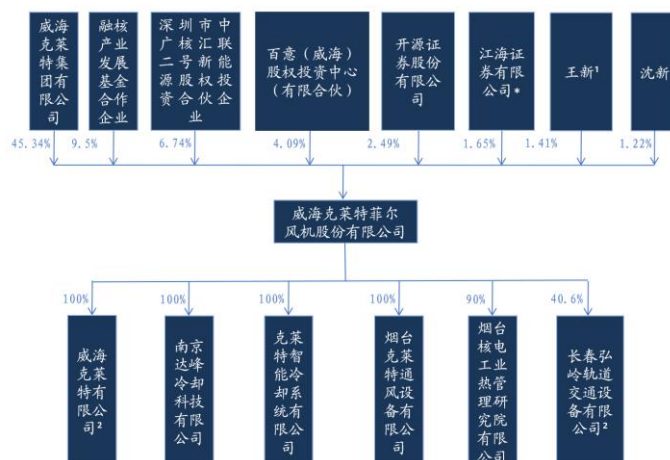 威海
克莱
特集
团有
限公
司
融核
产业
发展
基金
合作
企业
深圳市中
广核汇联
二号新能
源股权投
资合伙企
业
百意（威海）
股权投资中心
（有限合伙）
开源证
券股份
有限公
司
江海证
券有限
公司*
王新¹
沈新
45.34%
9.5%
6.74%
4.09%
2.49%
1.65%
1.41%
1.22%
威海克莱特菲尔
风机股份有限公司
100%
100%
100%
100%
90%
40.6%
威海
克莱
特有
限公
司²
南京
达峰
冷却
科技
有限
公司
克莱
特智
能冷
却系
统有
限公
司
烟台
克莱
特通
风设
备有
限公
司
烟台
核电
工业
热管
理研
究院
有限
公司
长春弘
岭轨道
交通设
备有限
公司²